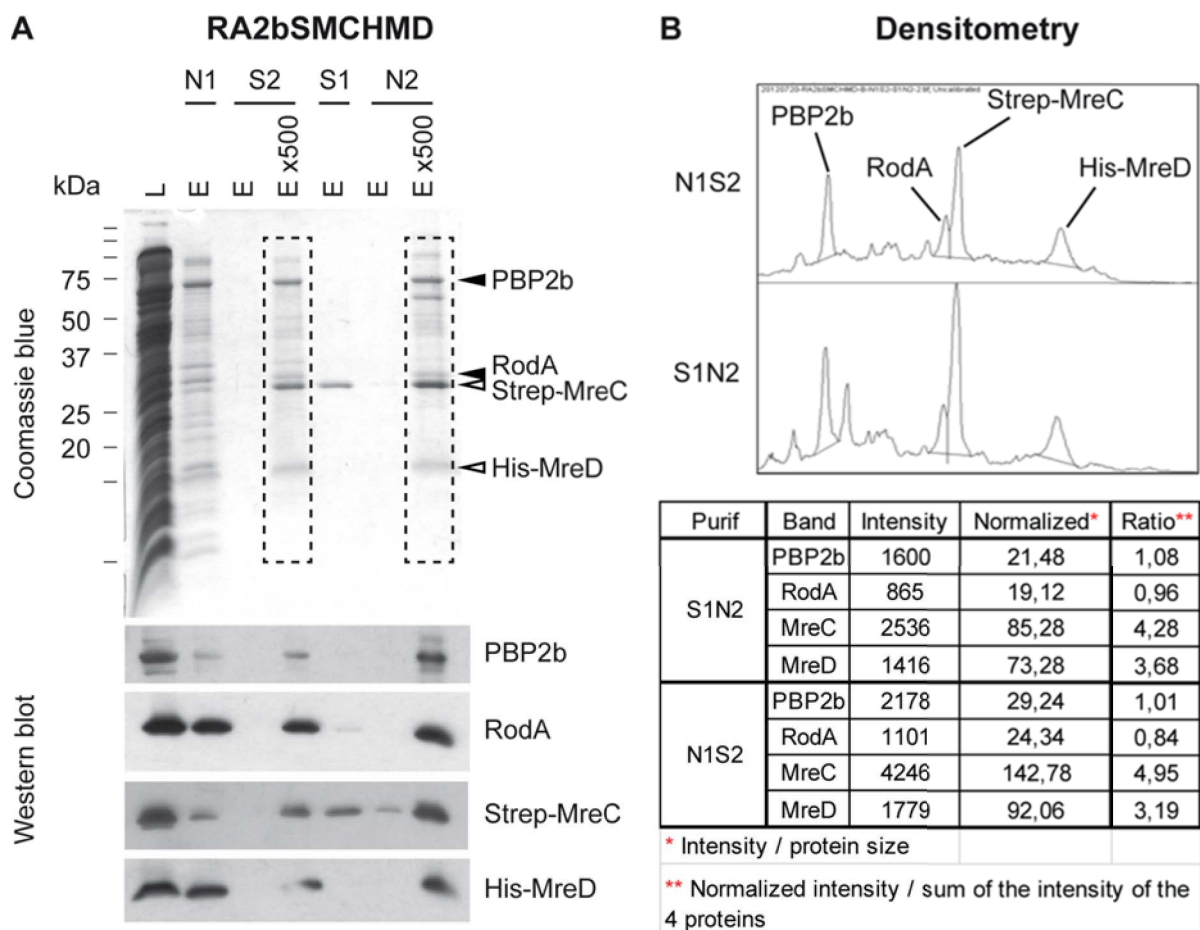 A
RA2bSMCHMD
N1 S2 S1 N2
kDa
L E E E x500 E E E x500
75
50
37
25
20
Coomassie blue
PBP2b
RodA
Strep-MreC
His-MreD
Western blot
PBP2b
RodA
Strep-MreC
His-MreD
B
Densitometry
PBP2b
Strep-MreC
RodA
His-MreD
N1S2
S1N2
Purif Band Intensity Normalized* Ratio**
S1N2
PBP2b 1600 21,48 1,08
RodA 865 19,12 0,96
MreC 2536 85,28 4,28
MreD 1416 73,28 3,68
N1S2
PBP2b 2178 29,24 1,01
RodA 1101 24,34 0,84
MreC 4246 142,78 4,95
MreD 1779 92,06 3,19
* Intensity / protein size
** Normalized intensity / sum of the intensity of the
4 proteins